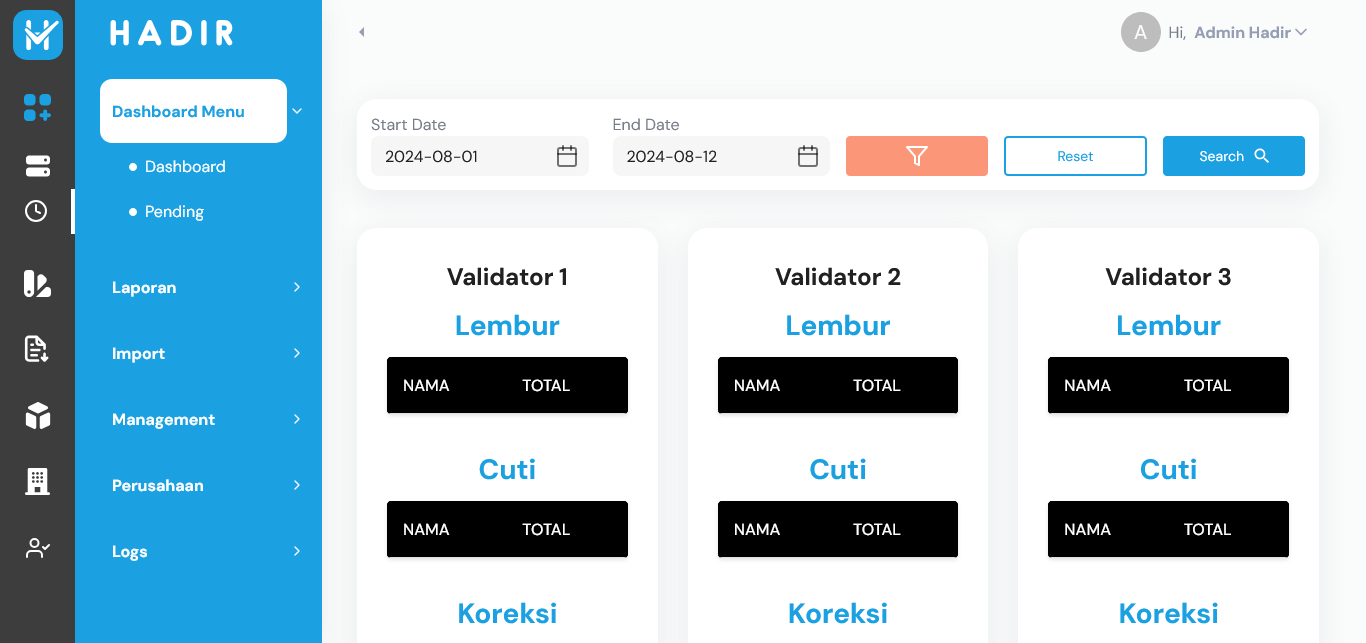 HADIR
Dashboard Menu
Dashboard
Pending
Laporan
Import
Management
Perusahaan
Logs
A Hi, Admin Hadir
Start Date
2024-08-01
End Date
2024-08-12
Reset
Search
Validator 1
Lembur
NAMA TOTAL
Cuti
NAMA TOTAL
Koreksi
Validator 2
Lembur
NAMA TOTAL
Cuti
NAMA TOTAL
Koreksi
Validator 3
Lembur
NAMA TOTAL
Cuti
NAMA TOTAL
Koreksi